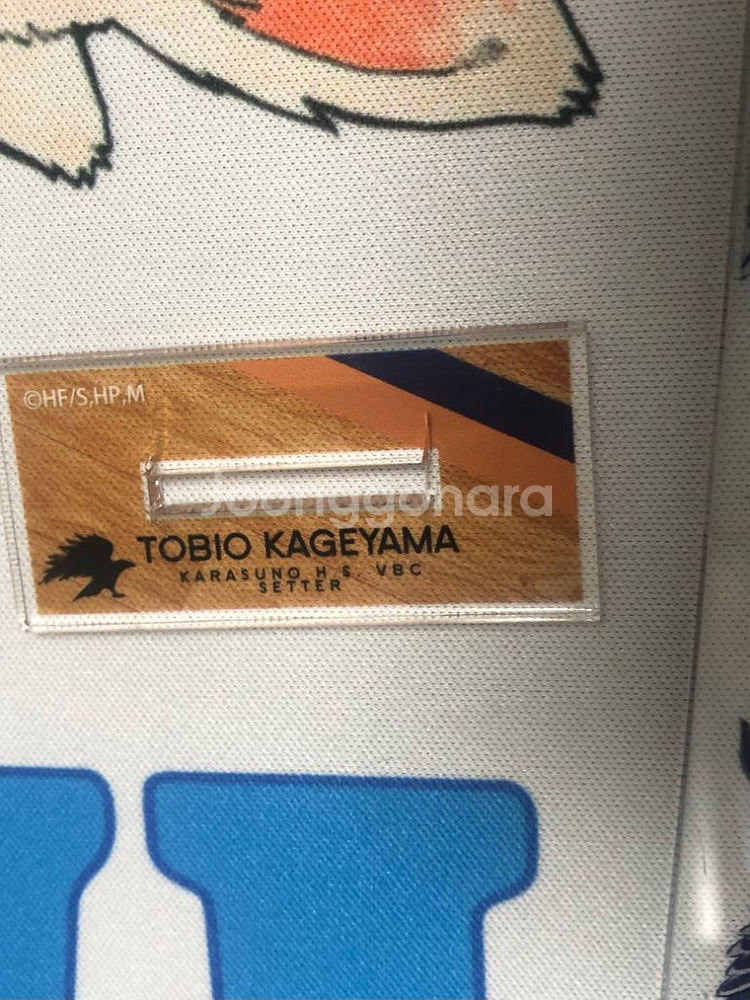 ©HF/S,HP,M
Joonggonara
TOBIO KAGEYAMA
KARASUNO H.S. VBC
SETTER